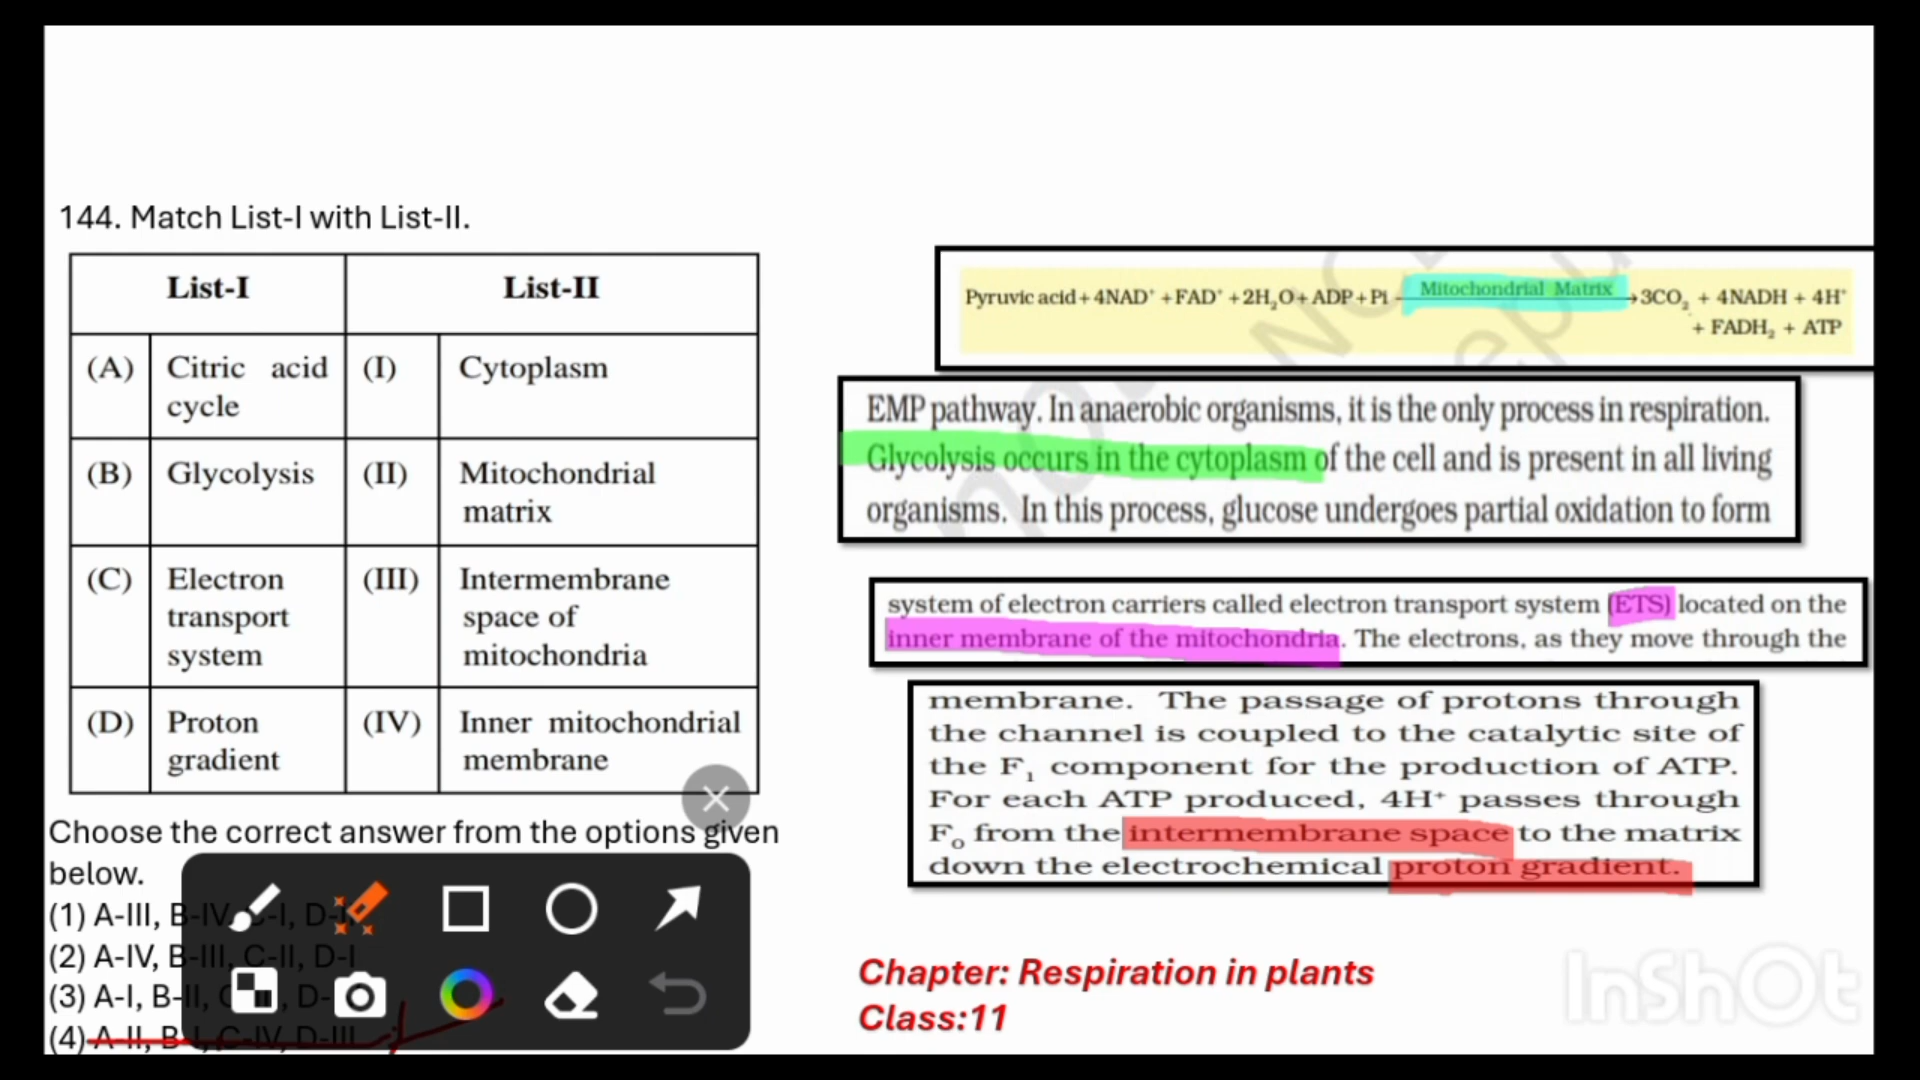 144. Match List-I with List-II.
List-I List-II
(A) Citric acid cycle (I) Cytoplasm
(B) Glycolysis (II) Mitochondrial matrix
(C) Electron transport system (III) Intermembrane space of mitochondria
(D) Proton gradient (IV) Inner mitochondrial membrane
Choose the correct answer from the options given
below.
(1) A-III, B-IV, -I, D-
(2) A-IV, B-III, C-II, D-I
(3) A-I, B-II, D-
(4) A-II, B-I, C-IV, D-III
Pyruvic acid + 4NAD⁺ + FAD⁺ + 2H₂O + ADP + Pi Mitochondrial Matrix → 3CO₂ + 4NADH + 4H⁺
+ FADH₂ + ATP
EMP pathway. In anaerobic organisms, it is the only process in respiration.
Glycolysis occurs in the cytoplasm of the cell and is present in all living
organisms. In this process, glucose undergoes partial oxidation to form
system of electron carriers called electron transport system (ETS) located on the
inner membrane of the mitochondria. The electrons, as they move through the
membrane. The passage of protons through
the channel is coupled to the catalytic site of
the F₁ component for the production of ATP.
For each ATP produced, 4H⁺ passes through
F₀ from the intermembrane space to the matrix
down the electrochemical proton gradient.
Chapter: Respiration in plants
Class:11
InShOt